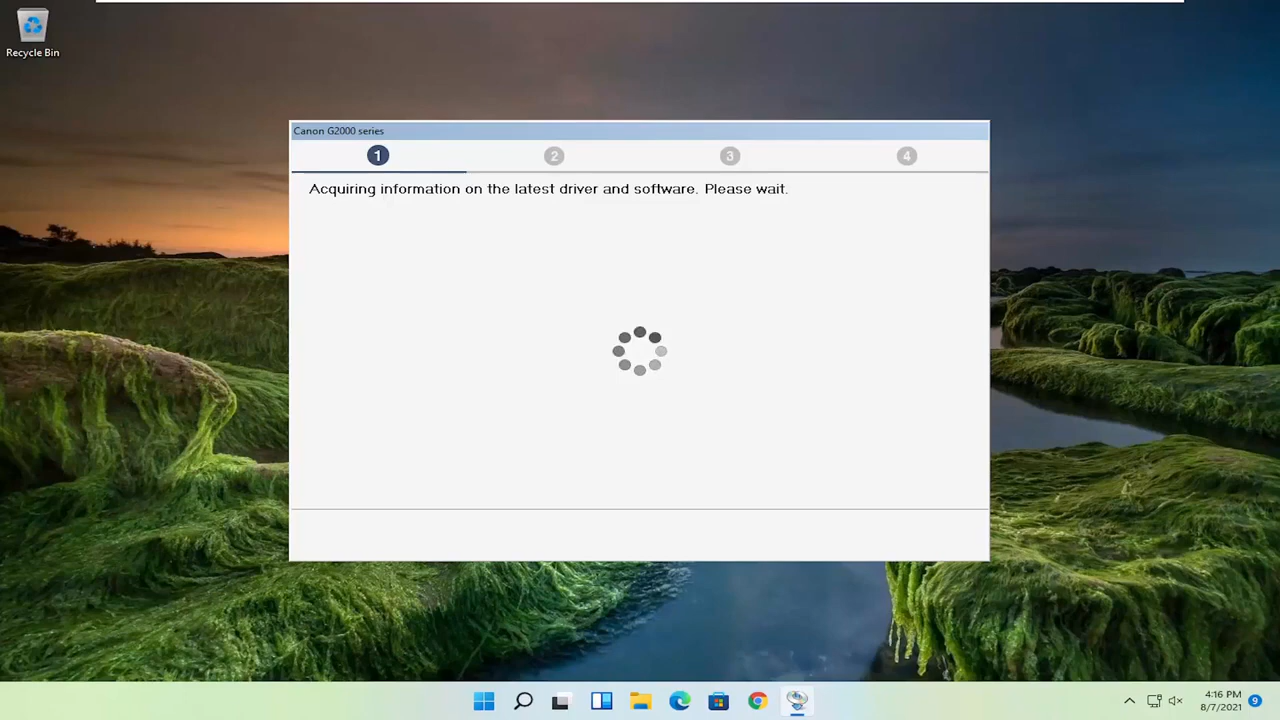 Recycle Bin
Canon G2000 series
1
2
3
4
Acquiring information on the latest driver and software. Please wait.
4:16 PM
8/7/2021
9